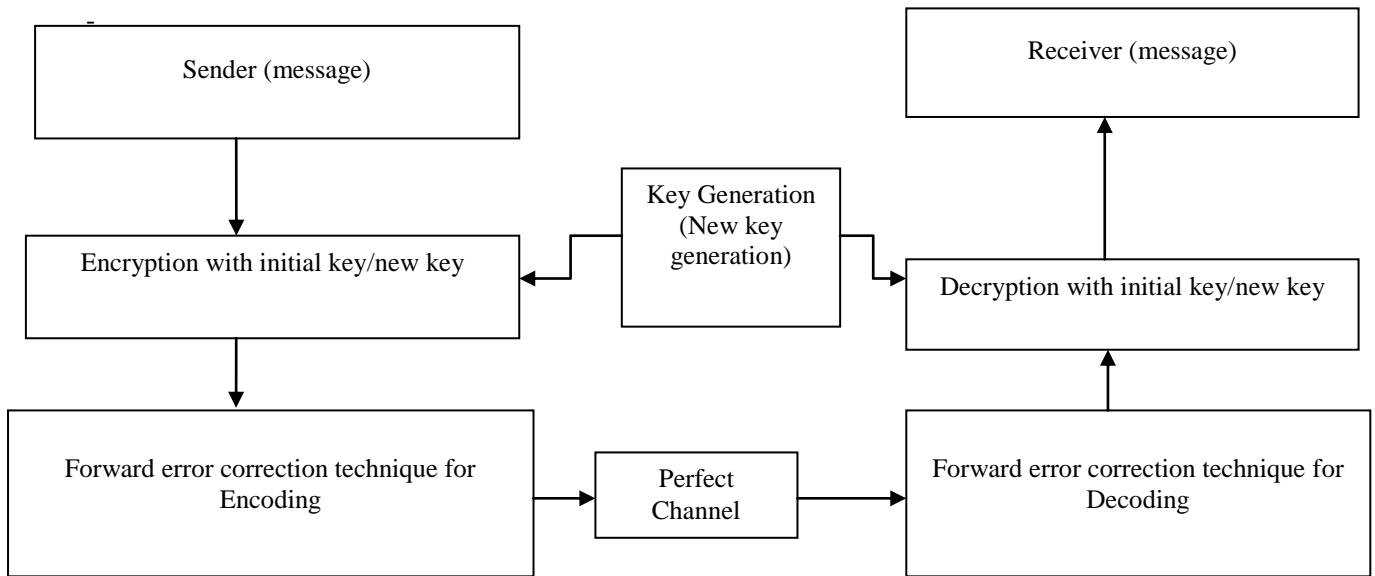 -
Sender (message)
Receiver (message)
Key Generation
(New key
generation)
Encryption with initial key/new key
Decryption with initial key/new key
Forward error correction technique for
Encoding
Perfect
Channel
Forward error correction technique for
Decoding